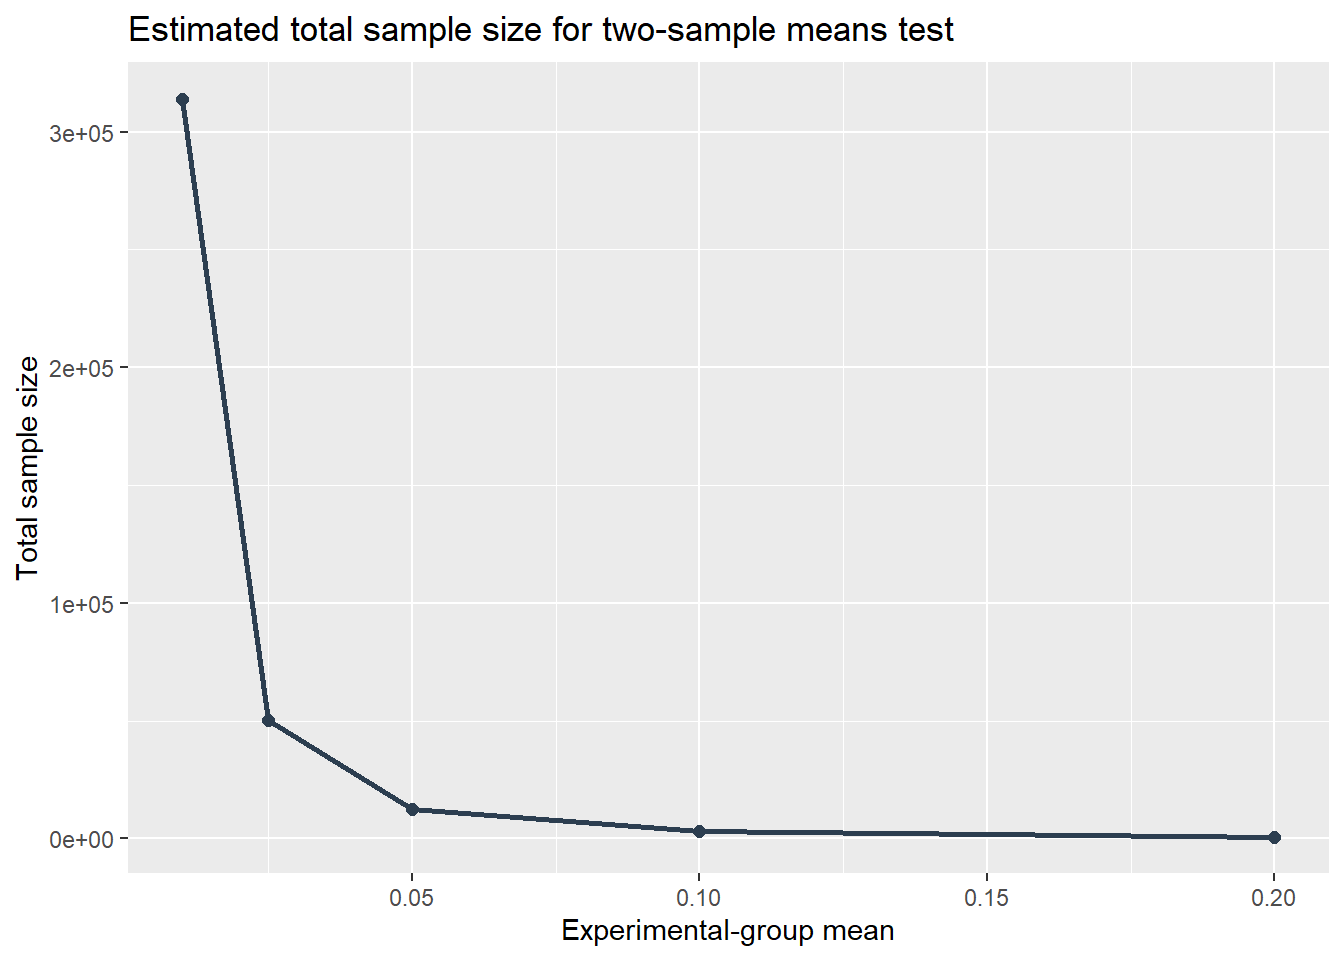 Estimated total sample size for two-sample means test
3e+05
2e+05
1e+05
0e+00
Total sample size
0.05
0.10
0.15
0.20
Experimental-group mean